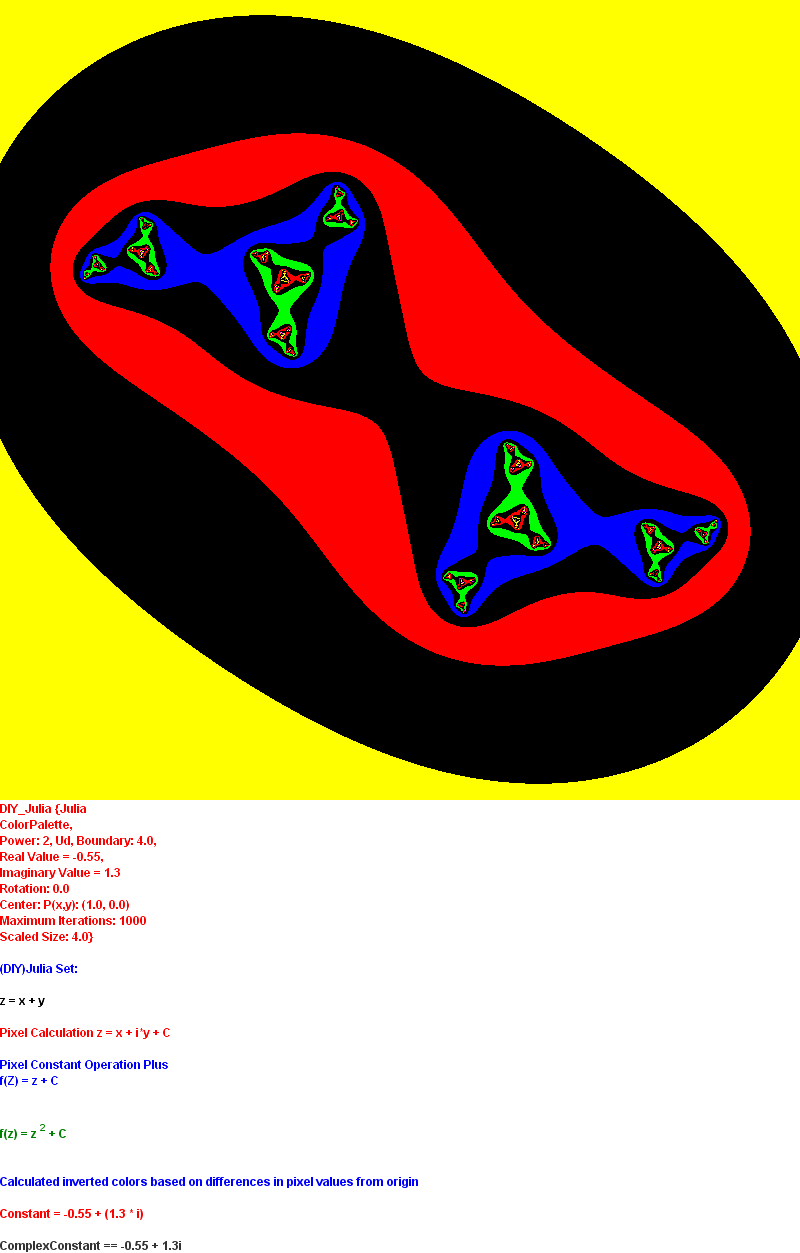 DIY_Julia {Julia
ColorPalette,
Power: 2, Ud, Boundary: 4.0,
Real Value = -0.55,
Imaginary Value = 1.3
Rotation: 0.0
Center: P(x,y): (1.0, 0.0)
Maximum Iterations: 1000
Scaled Size: 4.0}
(DIY)Julia Set:
z = x + y
Pixel Calculation z = x + i*y + C
Pixel Constant Operation Plus
f(Z) = z + C
f(z) = z 2 + C
Calculated inverted colors based on differences in pixel values from origin
Constant = -0.55 + (1.3 * i)
ComplexConstant == -0.55 + 1.3i